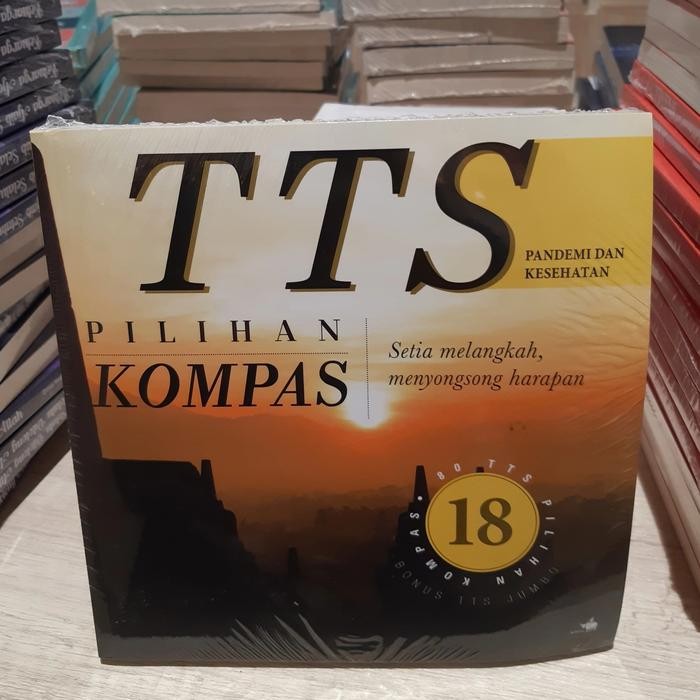 TTS
PANDEMI DAN
KESEHATAN
PILIHAN
KOMPAS
Setia melangkah,
menyongsong harapan
80 TTS PILIHAN KOMPAS
18
BONUS TTS JUMBO